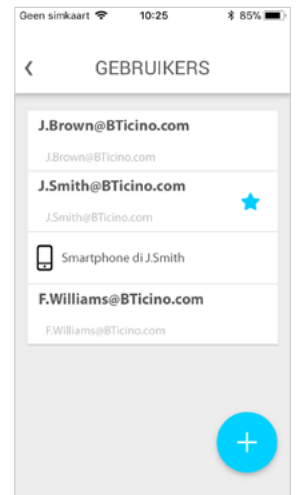 Geen simkaart 10:25 85%
GEBRUIKERS
J.Brown@BTicino.com
J.Brown@BTicino.com
J.Smith@BTicino.com
J.Smith@BTicino.com
Smartphone di J.Smith
F.Williams@BTicino.com
F.Williams@BTicino.com